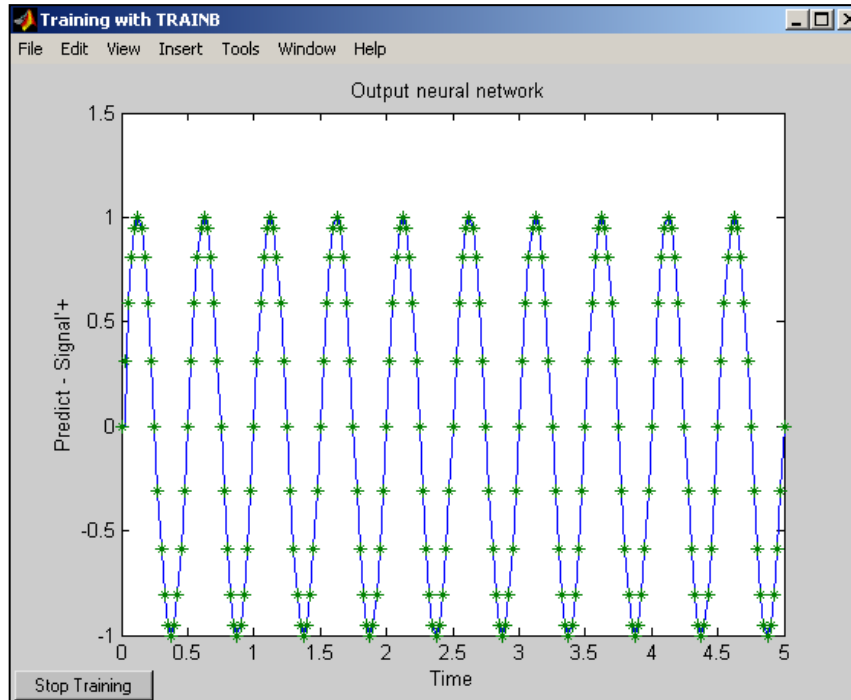 Training with TRAINB
File Edit View Insert Tools Window Help
Output neural network
1.5
1
0.5
0
-0.5
-1
Predict - Signal'+
0 0.5 1 1.5 2 2.5 3 3.5 4 4.5 5
Time
Stop Training